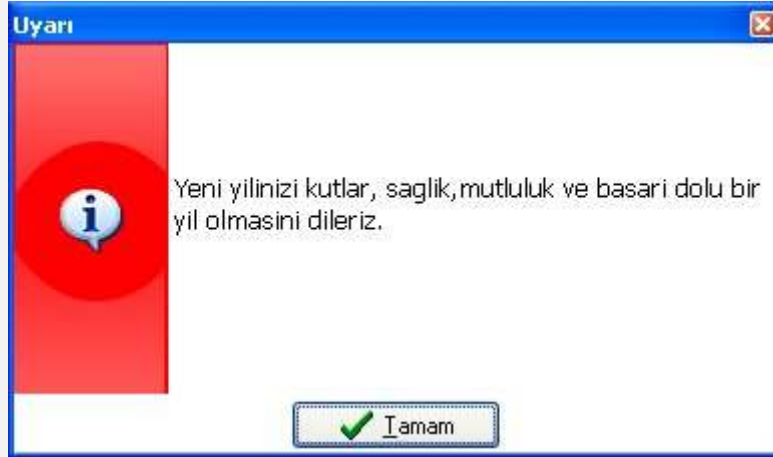 Uyarı
Yeni yilinizi kutlar, saglik,mutluluk ve basari dolu bir
yil olmasini dileriz.
Tamam